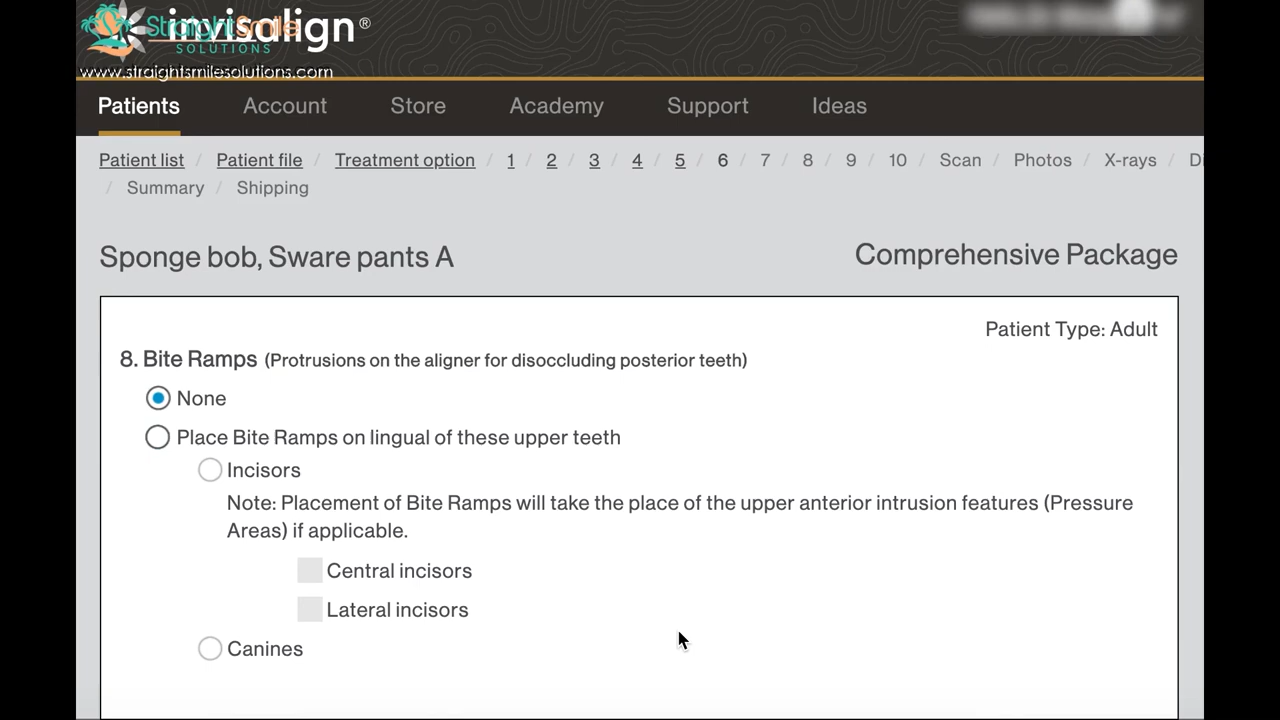 StraightSmile
SOLUTIONS
invisalign®
www.straightsmilesolutions.com
Patients Account Store Academy Support Ideas
Patient list / Patient file / Treatment option / 1 / 2 / 3 / 4 / 5 / 6 / 7 / 8 / 9 / 10 / Scan / Photos / X-rays /
/ Summary / Shipping
Sponge bob, Sware pants A
Comprehensive Package
Patient Type: Adult
8. Bite Ramps (Protrusions on the aligner for disoccluding posterior teeth)
None
Place Bite Ramps on lingual of these upper teeth
Incisors
Note: Placement of Bite Ramps will take the place of the upper anterior intrusion features (Pressure
Areas) if applicable.
Central incisors
Lateral incisors
Canines